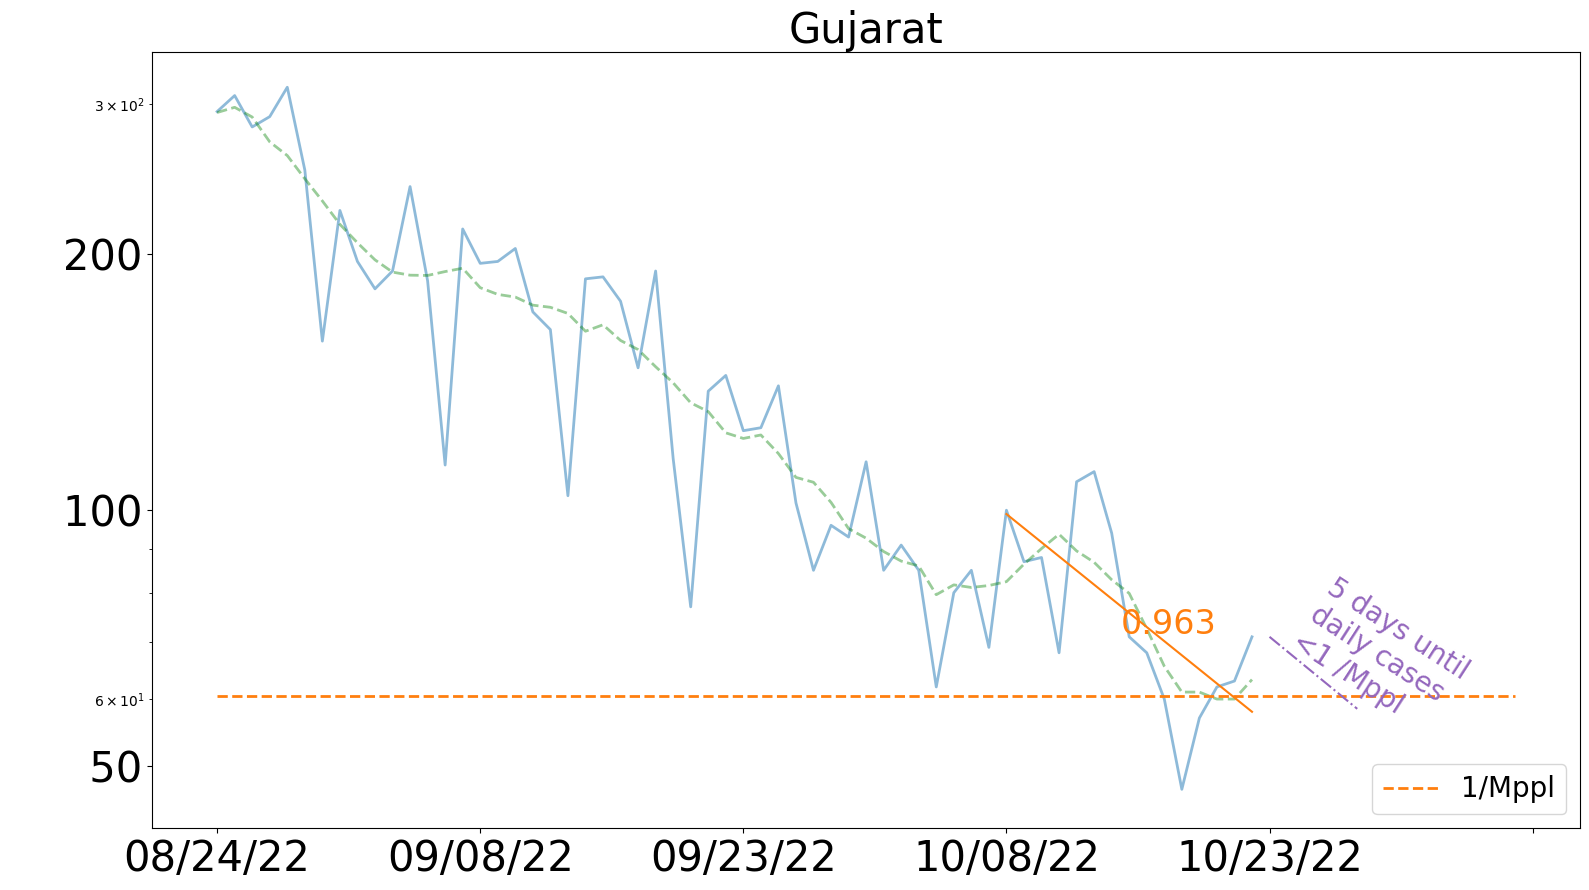 Gujarat
3 × 10²
200
100
6 × 10¹
50
0.963
5 days until
daily cases
<1 /Mppl
1/Mppl
08/24/22
09/08/22
09/23/22
10/08/22
10/23/22